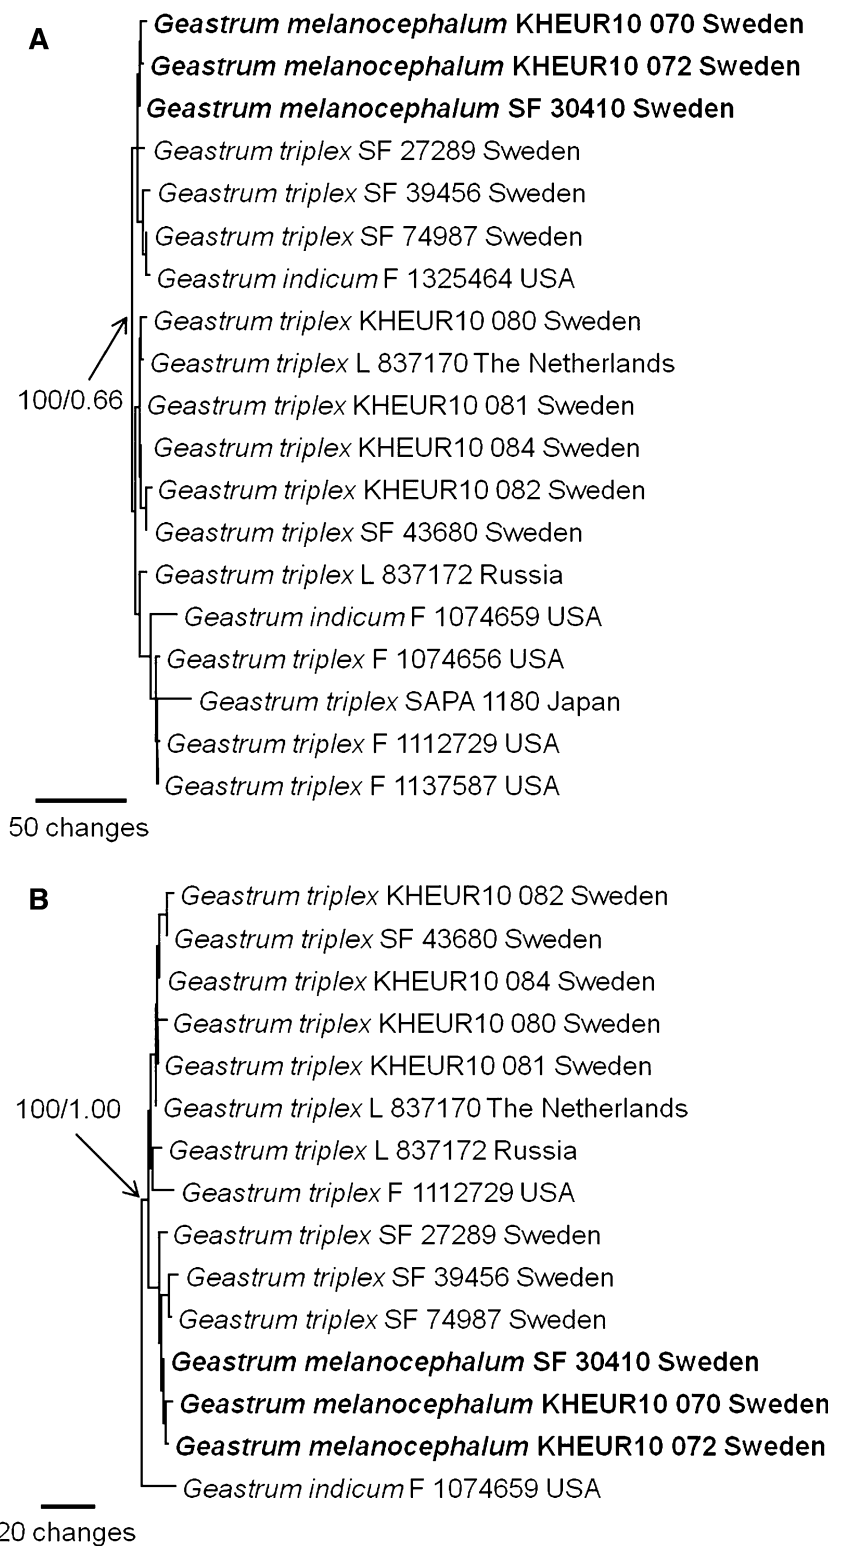 A
Geastrum melanocephalum KHEUR10 070 Sweden
Geastrum melanocephalum KHEUR10 072 Sweden
Geastrum melanocephalum SF 30410 Sweden
Geastrum triplex SF 27289 Sweden
Geastrum triplex SF 39456 Sweden
Geastrum triplex SF 74987 Sweden
Geastrum indicum F 1325464 USA
Geastrum triplex KHEUR10 080 Sweden
Geastrum triplex L 837170 The Netherlands
100/0.66
Geastrum triplex KHEUR10 081 Sweden
Geastrum triplex KHEUR10 084 Sweden
Geastrum triplex KHEUR10 082 Sweden
Geastrum triplex SF 43680 Sweden
Geastrum triplex L 837172 Russia
Geastrum indicum F 1074659 USA
Geastrum triplex F 1074656 USA
Geastrum triplex SAPA 1180 Japan
Geastrum triplex F 1112729 USA
Geastrum triplex F 1137587 USA
50 changes
B
Geastrum triplex KHEUR10 082 Sweden
Geastrum triplex SF 43680 Sweden
Geastrum triplex KHEUR10 084 Sweden
Geastrum triplex KHEUR10 080 Sweden
Geastrum triplex KHEUR10 081 Sweden
100/1.00
Geastrum triplex L 837170 The Netherlands
Geastrum triplex L 837172 Russia
Geastrum triplex F 1112729 USA
Geastrum triplex SF 27289 Sweden
Geastrum triplex SF 39456 Sweden
Geastrum triplex SF 74987 Sweden
Geastrum melanocephalum SF 30410 Sweden
Geastrum melanocephalum KHEUR10 070 Sweden
Geastrum melanocephalum KHEUR10 072 Sweden
Geastrum indicum F 1074659 USA
20 changes